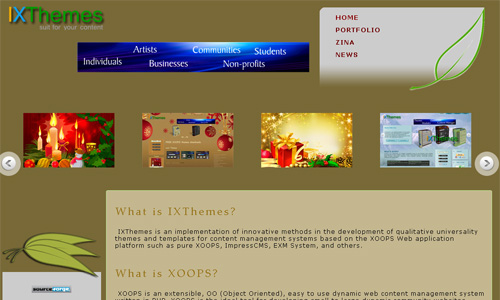 IXThemes
suit for your content
HOME
PORTFOLIO
ZINA
NEWS
Artists
Communities
Students
Individuals
Businesses
Non-profits
What is IXThemes?
IXThemes is an implementation of innovative methods in the development of qualitative universality
themes and templates for content management systems based on the XOOPS Web application
platform such as pure XOOPS, ImpressCMS, EXM System, and others.
What is XOOPS?
XOOPS is an extensible, OO (Object Oriented), easy to use dynamic web content management system